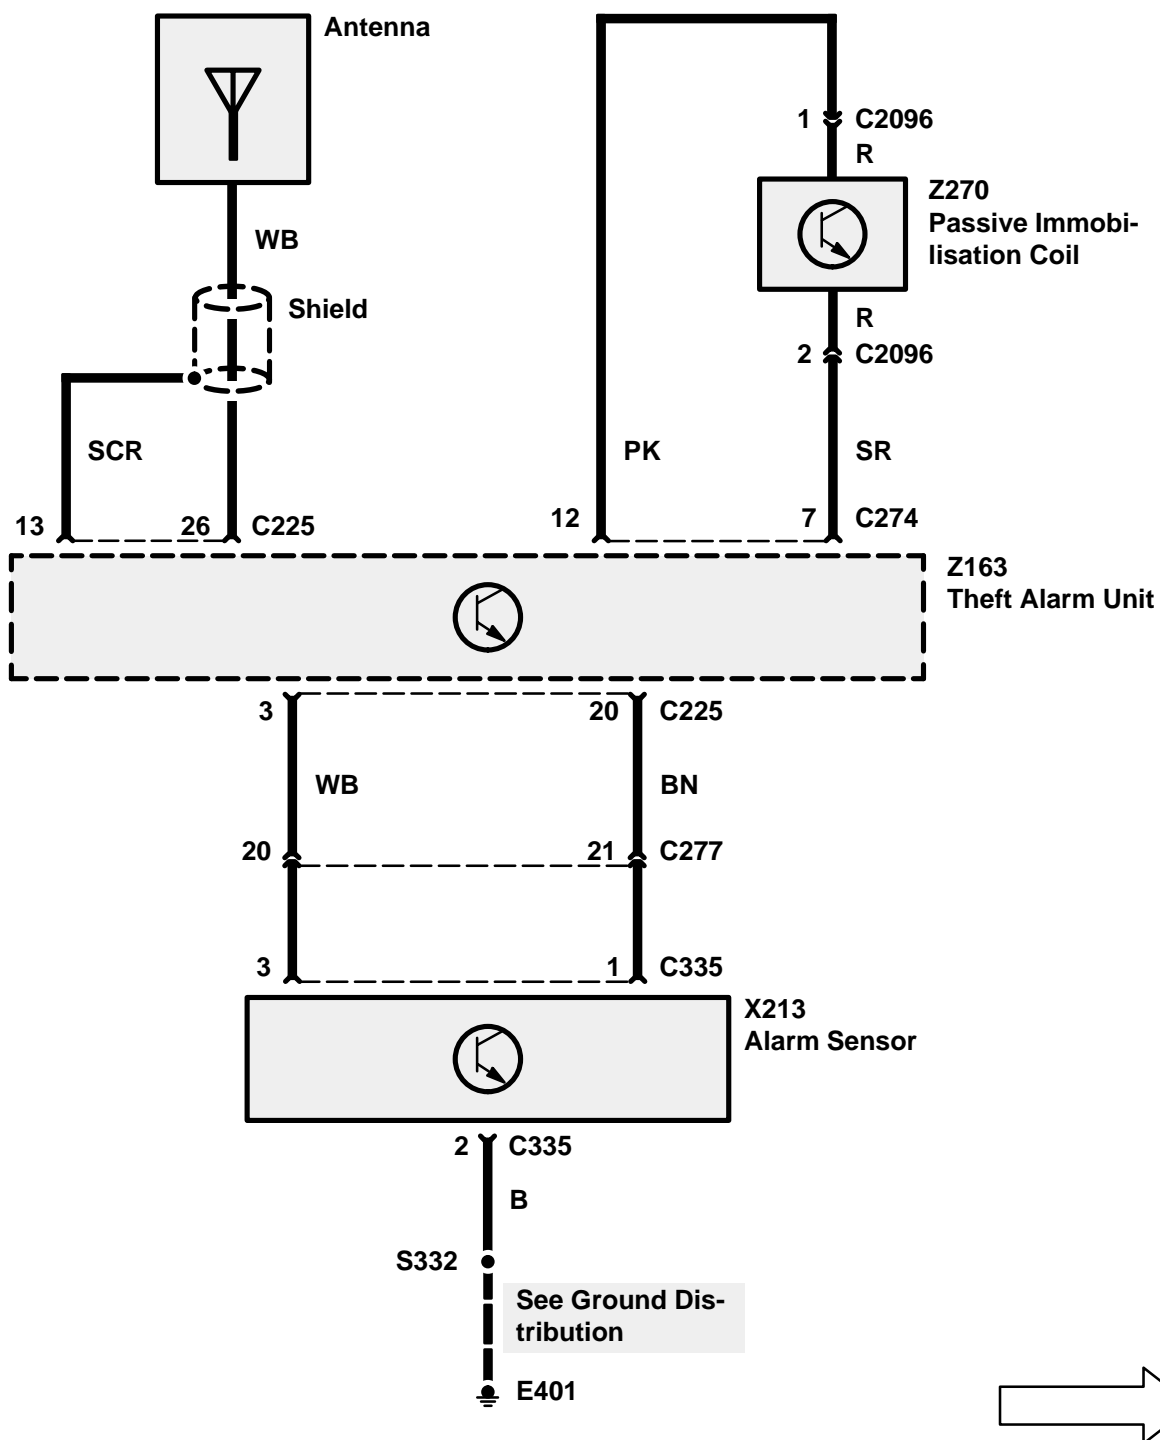 Antenna
1 C2096
R
Z270
Passive Immobi-
lisation Coil
WB
Shield
R
2 C2096
SCR
PK
SR
13
26 C225
12
7 C274
Z163
Theft Alarm Unit
3
20 C225
WB
BN
20
21 C277
3
1 C335
X213
Alarm Sensor
2 C335
B
S332
See Ground Dis-
tribution
E401